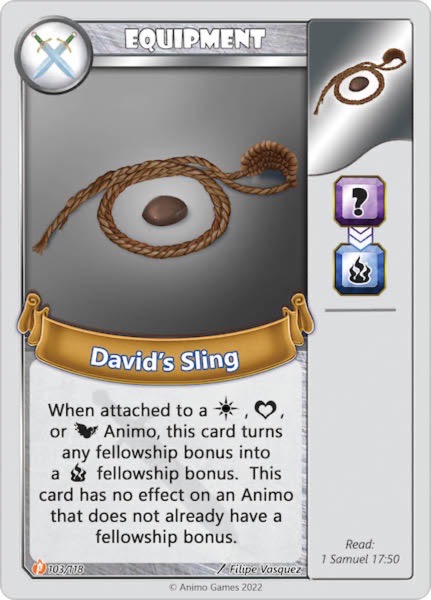 EQUIPMENT
?
David's Sling
When attached to a ☀ , ♡ ,
or 🕊 Animo, this card turns
any fellowship bonus into
a 🔥 fellowship bonus. This
card has no effect on an Animo
that does not already have a
fellowship bonus.
Read:
1 Samuel 17:50
103/118
Filipe Vasquez
© Animo Games 2022